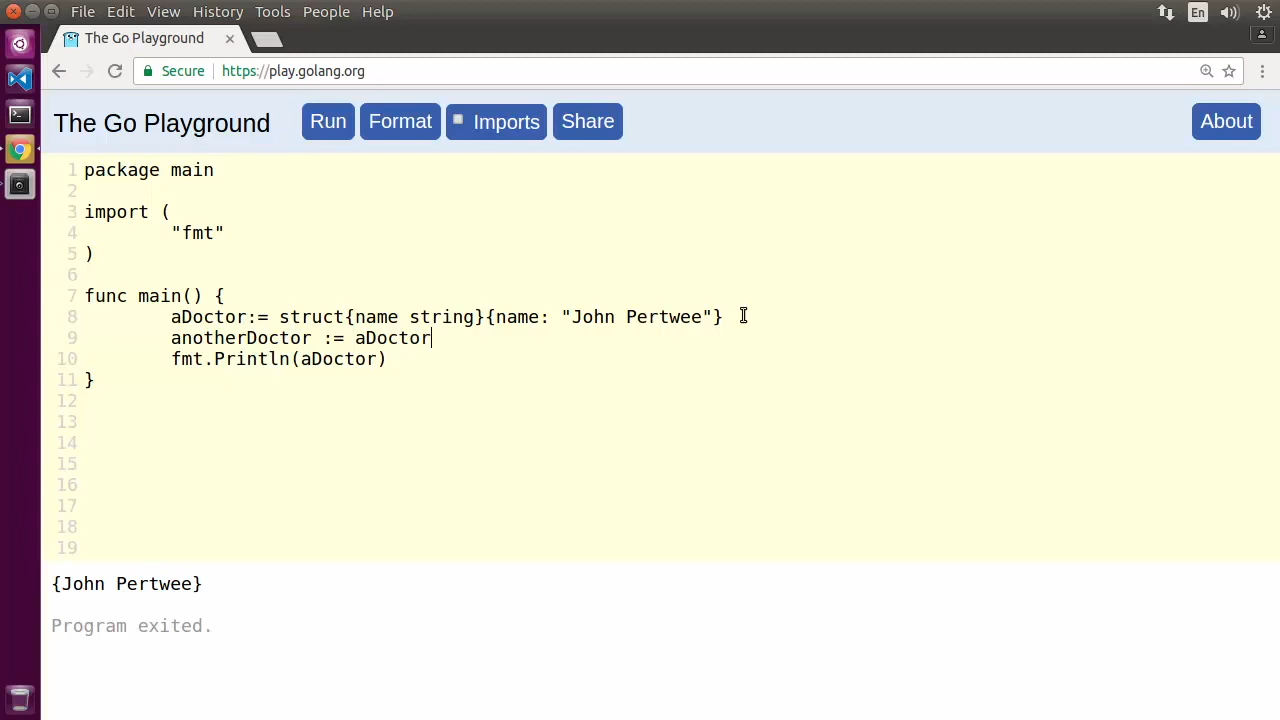 File Edit View History Tools People Help
En
The Go Playground
Secure https://play.golang.org
The Go Playground Run Format Imports Share About
1 package main
2
3 import (
4 "fmt"
5 )
6
7 func main() {
8 aDoctor:= struct{name string}{name: "John Pertwee"}
9 anotherDoctor := aDoctor
10 fmt.Println(aDoctor)
11 }
12
13
14
15
16
17
18
19
{John Pertwee}
Program exited.